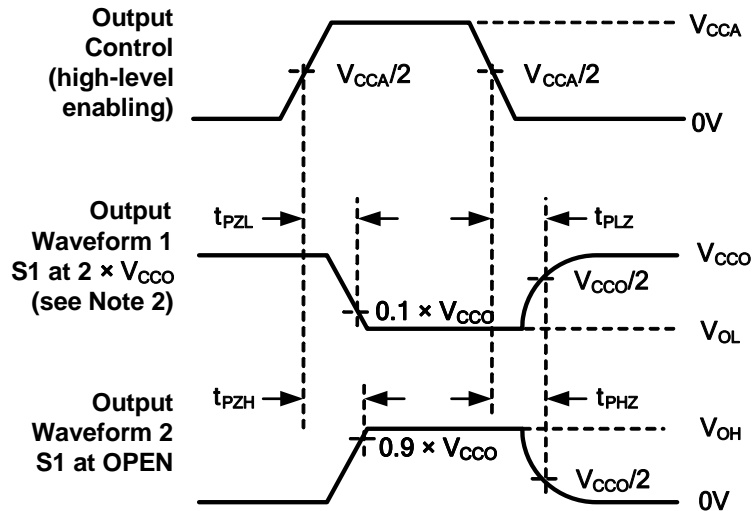 Output
Control
(high-level
enabling)
V_CCA
V_CCA/2
V_CCA/2
0V
Output
Waveform 1
S1 at 2 × V_CCO
(see Note 2)
t_PZL
t_PLZ
V_CCO
V_CCO/2
0.1 × V_CCO
V_OL
Output
Waveform 2
S1 at OPEN
t_PZH
t_PHZ
V_OH
0.9 × V_CCO
V_CCO/2
0V